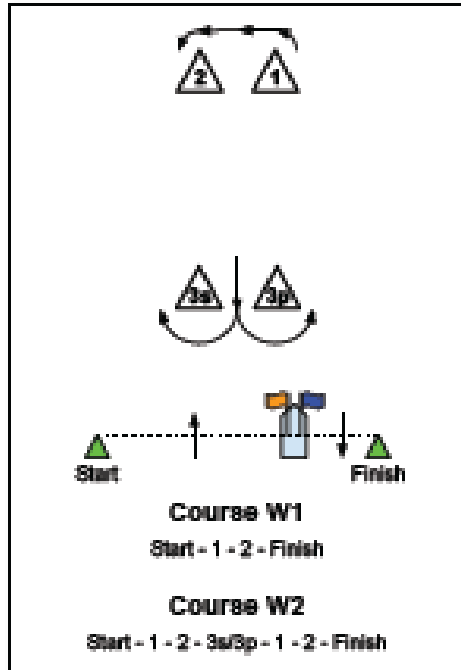 2 1
3s 3p
Start Finish
Course W1
Start - 1 - 2 - Finish
Course W2
Start - 1 - 2 - 3s/3p - 1 - 2 - Finish